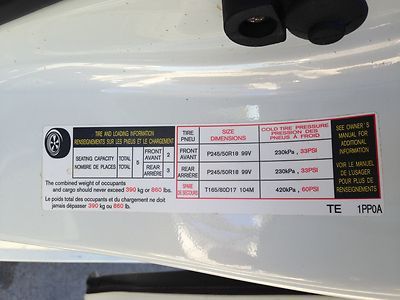 TIRE AND LOADING INFORMATION
RENSEIGNEMENTS SUR LES PNEUS ET LE CHARGEMENT
SEATING CAPACITY TOTAL 5 FRONT AVANT 2
NOMBRE DE PLACES TOTAL REAR ARRIÈRE 3
The combined weight of occupants
and cargo should never exceed 390 kg or 860 lbs.
Le poids total des occupants et du chargement ne doit
jamais dépasser 390 kg ou 860 lb.
TIRE PNEU SIZE DIMENSIONS COLD TIRE PRESSURE PRESSION DES PNEUS À FROID
FRONT AVANT P245/50R18 99V 230kPa , 33PSI
REAR ARRIÈRE P245/50R18 99V 230kPa , 33PSI
SPARE DE SECOURS T165/80D17 104M 420kPa , 60PSI
SEE OWNER'S
MANUAL FOR
ADDITIONAL
INFORMATION
VOIR LE MANUEL
DE L'USAGER
POUR PLUS DE
RENSEIGNEMENTS
TE 1PP0A